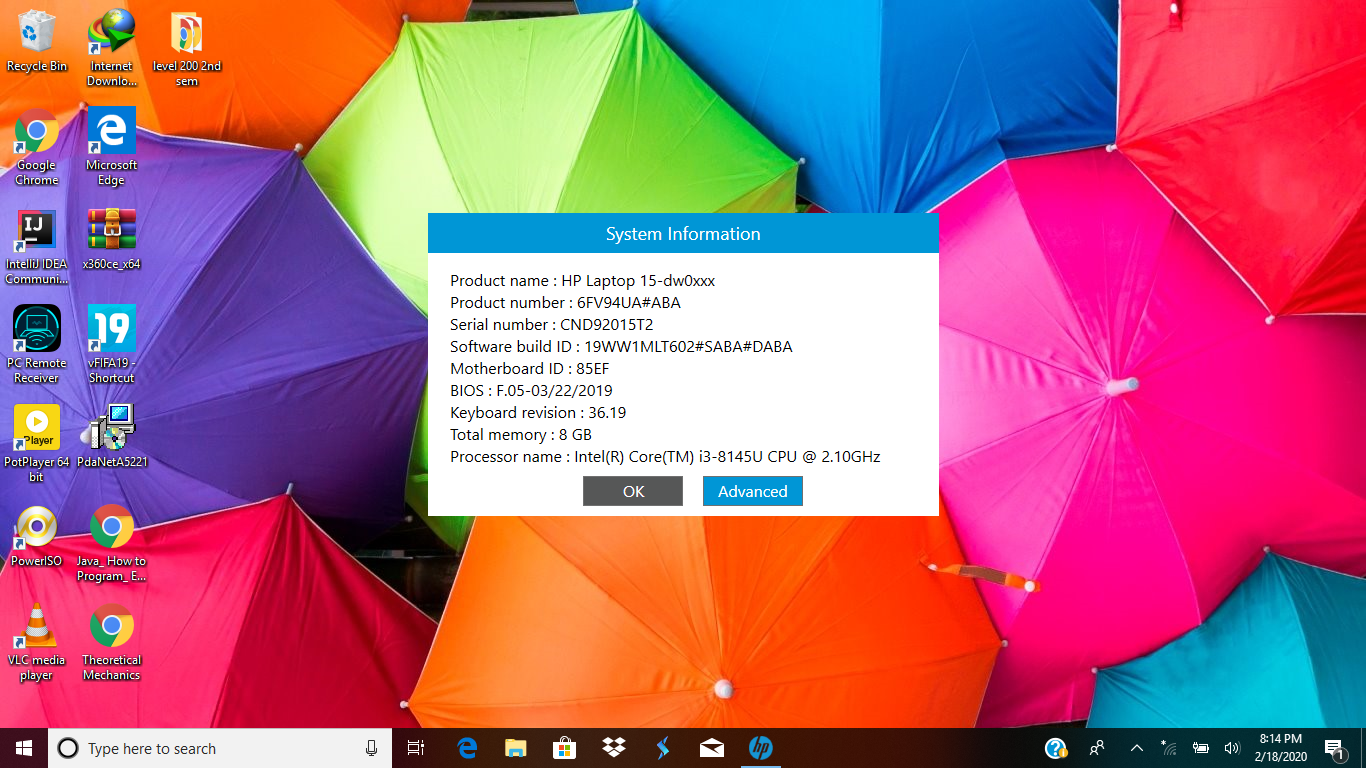 Recycle Bin
Internet
Downlo...
level 200 2nd
sem
Google
Chrome
Microsoft
Edge
IJ
IntelliJ IDEA
Communi...
x360ce_x64
PC Remote
Receiver
19
vFIFA19 -
Shortcut
Player
PotPlayer 64
bit
PdaNetA5221
PowerISO
Java_ How to
Program_ E...
VLC media
player
Theoretical
Mechanics
System Information
Product name : HP Laptop 15-dw0xxx
Product number : 6FV94UA#ABA
Serial number : CND92015T2
Software build ID : 19WW1MLT602#SABA#DABA
Motherboard ID : 85EF
BIOS : F.05-03/22/2019
Keyboard revision : 36.19
Total memory : 8 GB
Processor name : Intel(R) Core(TM) i3-8145U CPU @ 2.10GHz
OK
Advanced
Type here to search
hp
8:14 PM
2/18/2020
1